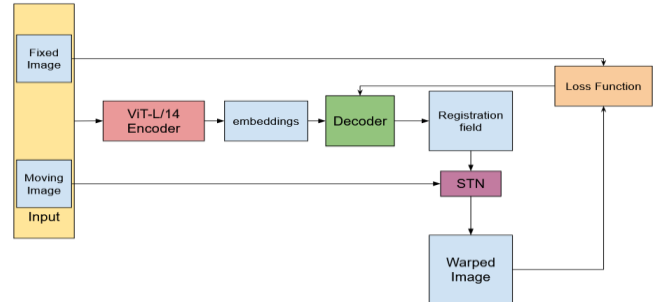 Fixed
Image
Loss Function
ViT-L/14
Encoder
embeddings
Decoder
Registration
field
Moving
Image
STN
Input
Warped
Image